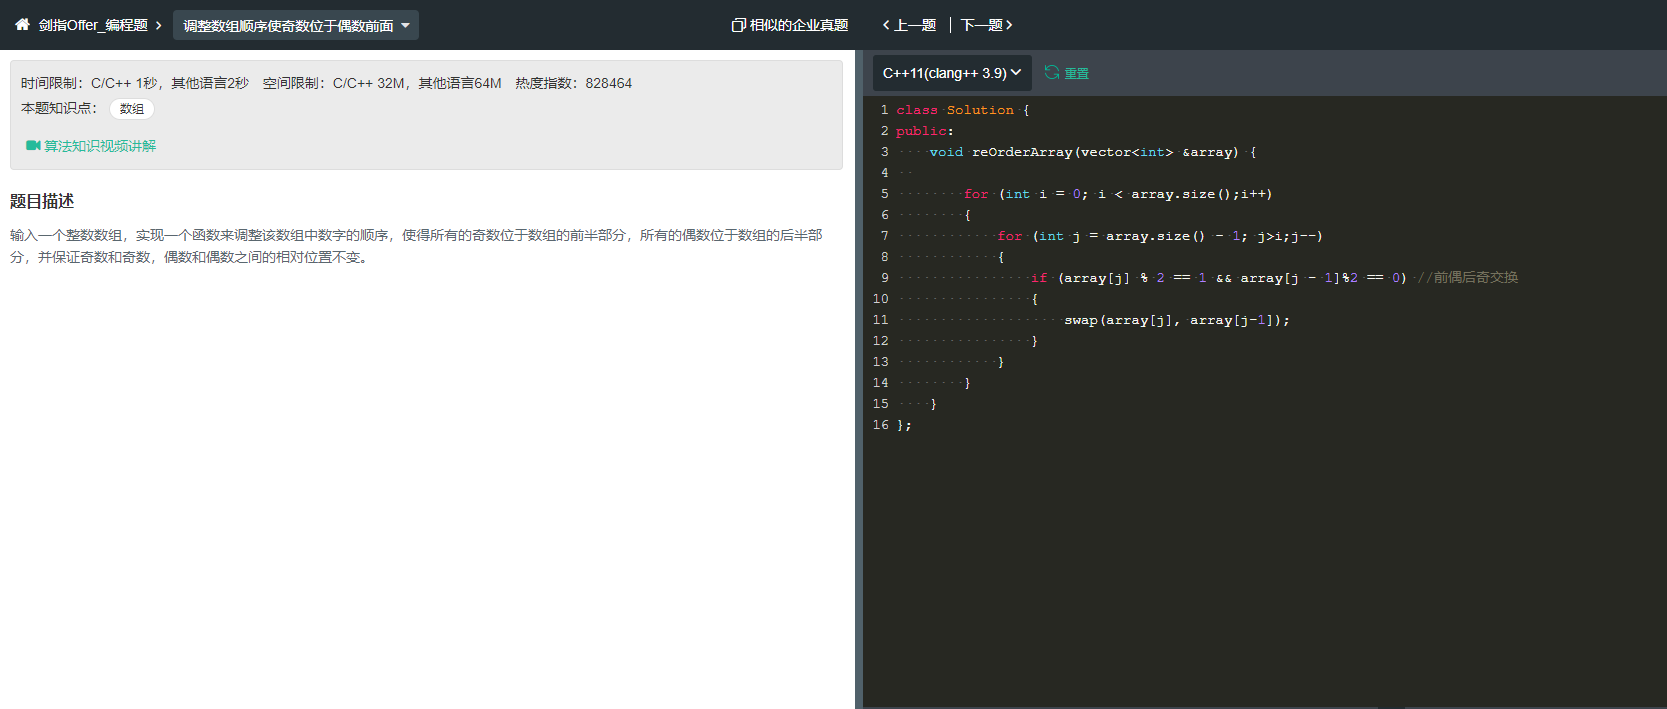 剑指Offer_编程题 调整数组顺序使奇数位于偶数前面 相似的企业真题 上一题 下一题
时间限制：C/C++ 1秒，其他语言2秒 空间限制：C/C++ 32M，其他语言64M 热度指数：828464
本题知识点： 数组
算法知识视频讲解
题目描述
输入一个整数数组，实现一个函数来调整该数组中数字的顺序，使得所有的奇数位于数组的前半部分，所有的偶数位于数组的后半部
分，并保证奇数和奇数，偶数和偶数之间的相对位置不变。
C++11(clang++ 3.9) 重置
1 class Solution {
2 public:
3     void reOrderArray(vector<int> &array) {
4
5         for (int i = 0; i < array.size();i++)
6         {
7             for (int j = array.size() - 1; j>i;j--)
8             {
9                 if (array[j] % 2 == 1 && array[j - 1]%2 == 0) //前偶后奇交换
10                 {
11                     swap(array[j], array[j-1]);
12                 }
13             }
14         }
15     }
16 };